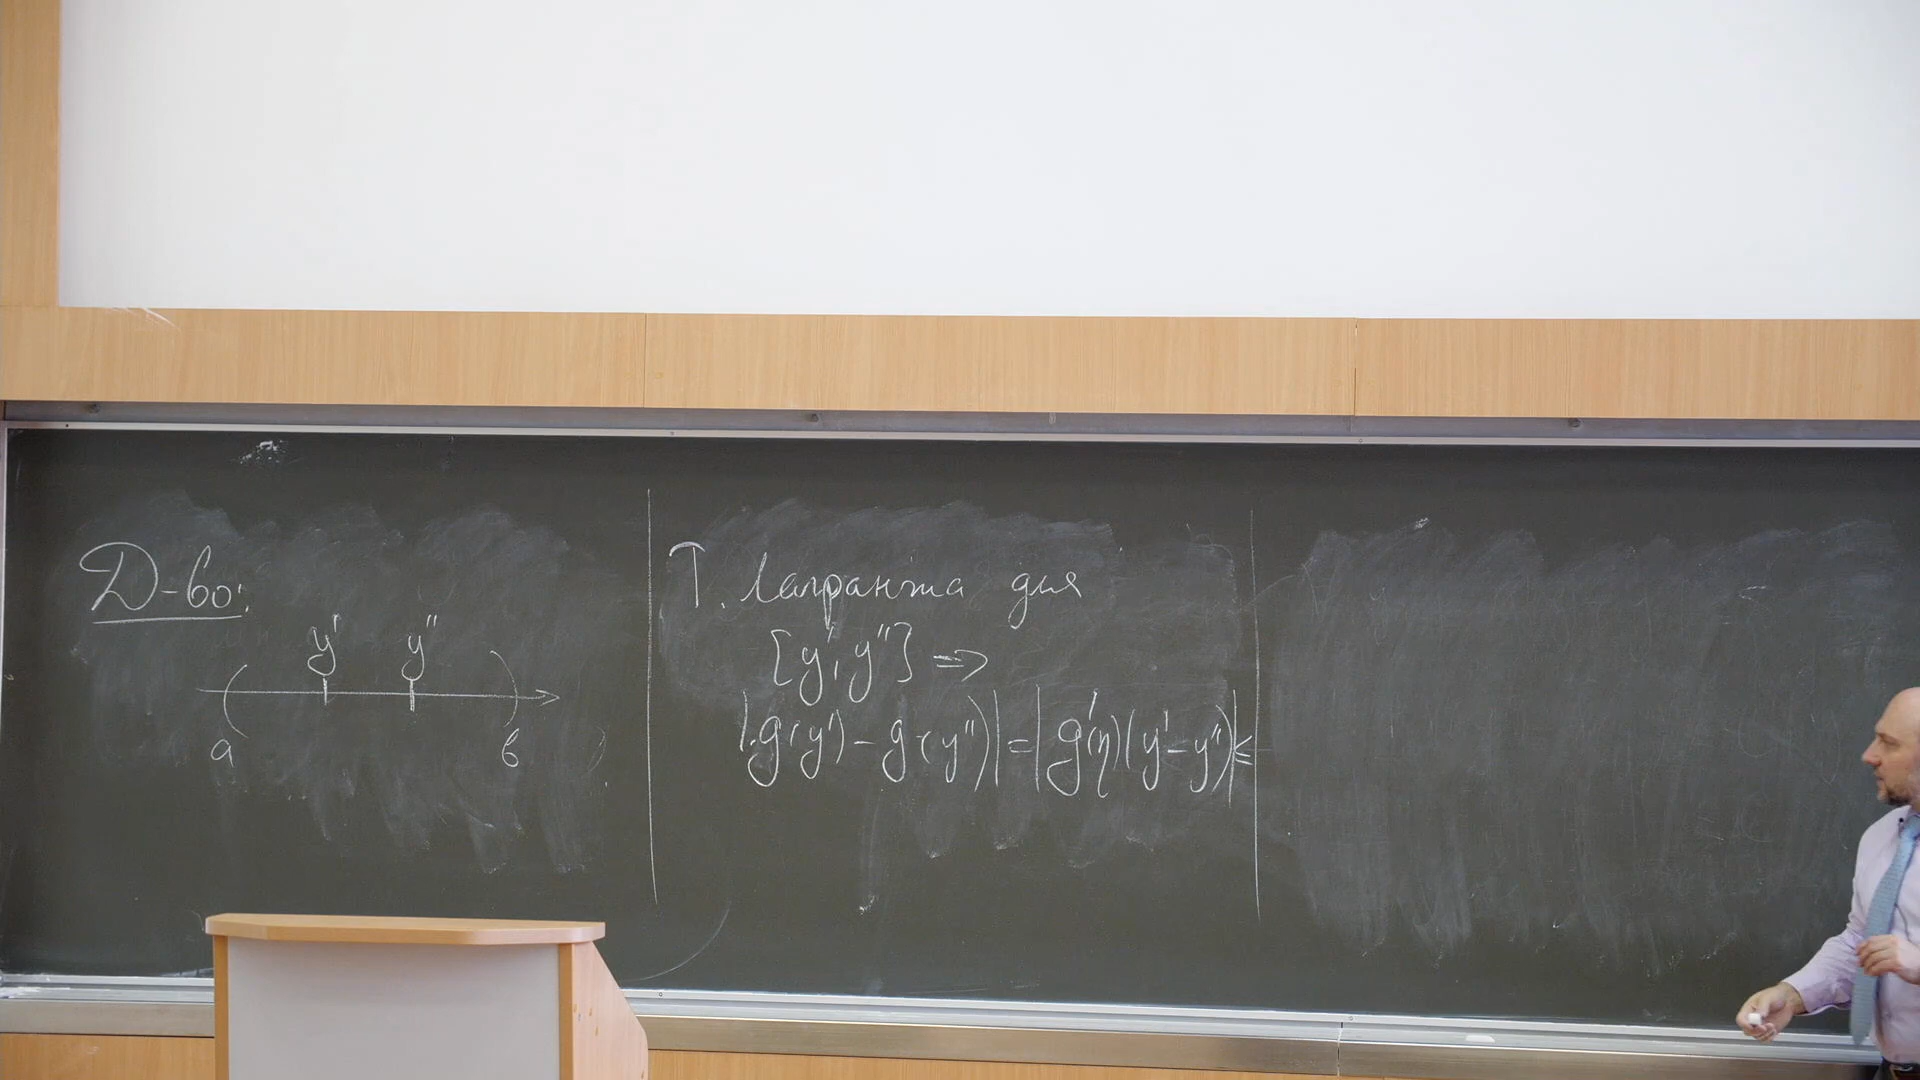 Д-во:
y' y''
a b
Т. Лагранжа для
[y', y''] =>
|g(y') - g(y'')| = |g'(η)(y' - y'')| ≤